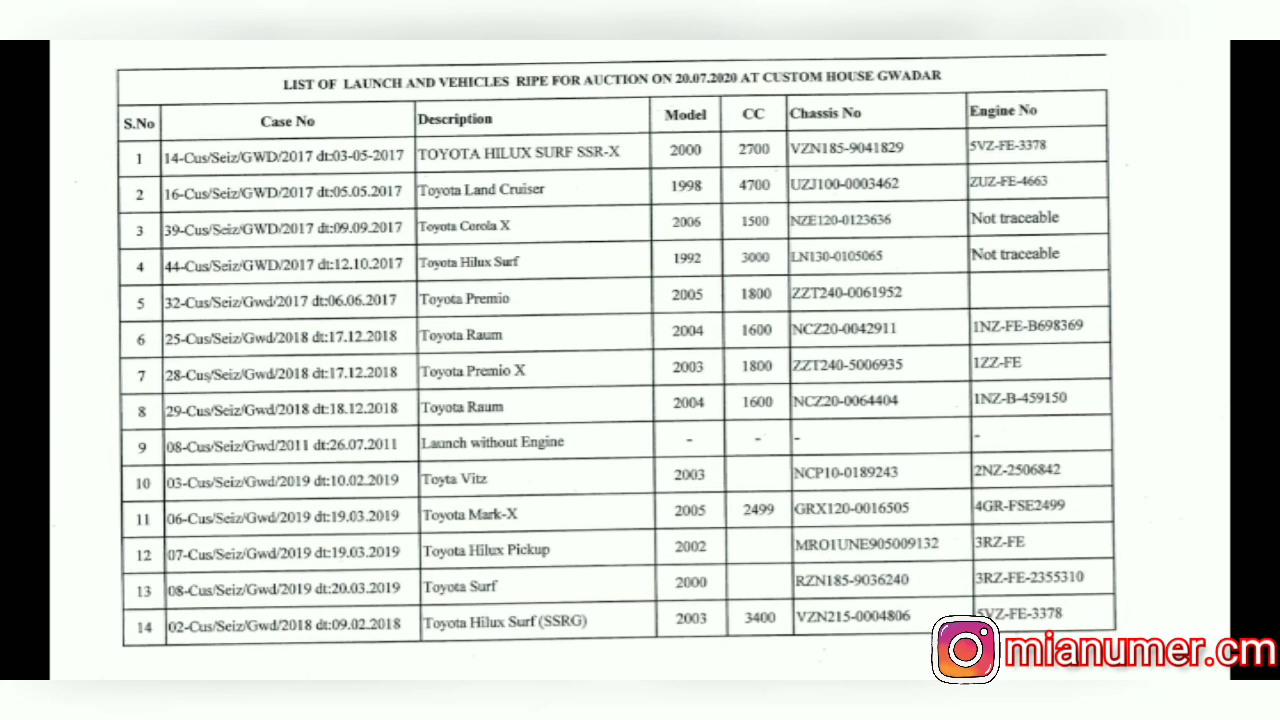 LIST OF LAUNCH AND VEHICLES RIPE FOR AUCTION ON 20.07.2020 AT CUSTOM HOUSE GWADAR
S.No Case No Description Model CC Chassis No Engine No
1 14-Cus/Seiz/GWD/2017 dt:03-05-2017 TOYOTA HILUX SURF SSR-X 2000 2700 VZN185-9041829 5VZ-FE-3378
2 16-Cus/Seiz/GWD/2017 dt:05.05.2017 Toyota Land Cruiser 1998 4700 UZJ100-0003462 ZUZ-FE-4663
3 39-Cus/Seiz/GWD/2017 dt:09.09.2017 Toyota Corola X 2006 1500 NZE120-0123636 Not traceable
4 44-Cus/Seiz/GWD/2017 dt:12.10.2017 Toyota Hilux Surf 1992 3000 LN130-0105065 Not traceable
5 32-Cus/Seiz/Gwd/2017 dt:06.06.2017 Toyota Premio 2005 1800 ZZT240-0061952
6 25-Cus/Seiz/Gwd/2018 dt:17.12.2018 Toyota Raum 2004 1600 NCZ20-0042911 1NZ-FE-B698369
7 28-Cus/Seiz/Gwd/2018 dt:17.12.2018 Toyota Premio X 2003 1800 ZZT240-5006935 1ZZ-FE
8 29-Cus/Seiz/Gwd/2018 dt:18.12.2018 Toyota Raum 2004 1600 NCZ20-0064404 1NZ-B-459150
9 08-Cus/Seiz/Gwd/2011 dt:26.07.2011 Launch without Engine - - - -
10 03-Cus/Seiz/Gwd/2019 dt:10.02.2019 Toyta Vitz 2003 NCP10-0189243 2NZ-2506842
11 06-Cus/Seiz/Gwd/2019 dt:19.03.2019 Toyota Mark-X 2005 2499 GRX120-0016505 4GR-FSE2499
12 07-Cus/Seiz/Gwd/2019 dt:19.03.2019 Toyota Hilux Pickup 2002 MRO1UNE905009132 3RZ-FE
13 08-Cus/Seiz/Gwd/2019 dt:20.03.2019 Toyota Surf 2000 RZN185-9036240 3RZ-FE-2355310
14 02-Cus/Seiz/Gwd/2018 dt:09.02.2018 Toyota Hilux Surf (SSRG) 2003 3400 VZN215-0004806 5VZ-FE-3378
mianumer.cm